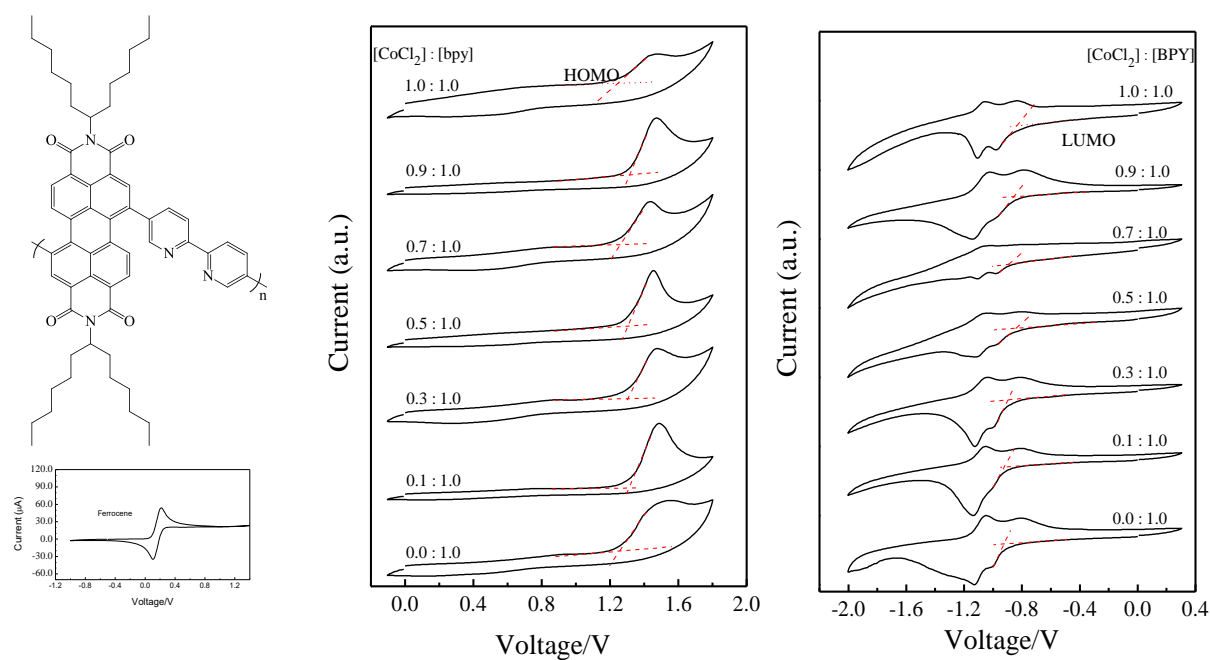 O
N
O
N
N
n
O
N
O
120.0
90.0
60.0
30.0
0.0
-30.0
-60.0
Current (μA)
Ferrocene
-1.2 -0.8 -0.4 0.0 0.4 0.8 1.2
Voltage/V
[CoCl2] : [bpy]
HOMO
1.0 : 1.0
0.9 : 1.0
0.7 : 1.0
0.5 : 1.0
0.3 : 1.0
0.1 : 1.0
0.0 : 1.0
Current (a.u.)
0.0 0.4 0.8 1.2 1.6 2.0
Voltage/V
[CoCl2] : [BPY]
1.0 : 1.0
LUMO
0.9 : 1.0
0.7 : 1.0
0.5 : 1.0
0.3 : 1.0
0.1 : 1.0
0.0 : 1.0
Current (a.u.)
-2.0 -1.6 -1.2 -0.8 -0.4 0.0 0.4
Voltage/V